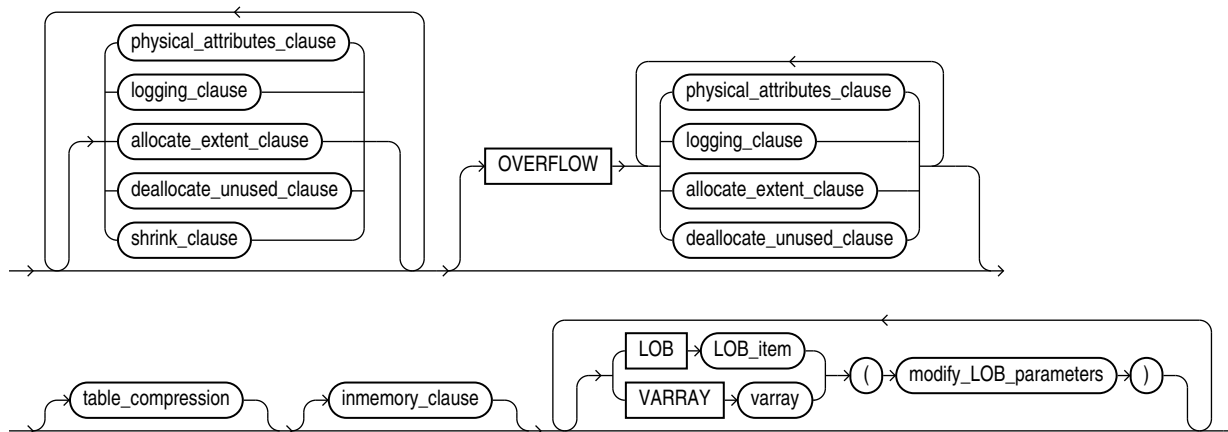 physical_attributes_clause
logging_clause
allocate_extent_clause
deallocate_unused_clause
shrink_clause
OVERFLOW
physical_attributes_clause
logging_clause
allocate_extent_clause
deallocate_unused_clause
table_compression
inmemory_clause
LOB LOB_item
VARRAY varray
( modify_LOB_parameters )